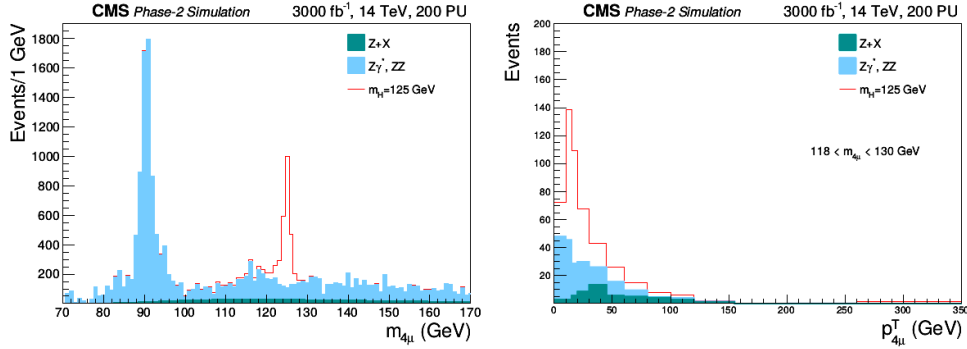 CMS Phase-2 Simulation 3000 fb⁻¹, 14 TeV, 200 PU
Events/1 GeV
1800
1600
1400
1200
1000
800
600
400
200
Z+X
Zγ*, ZZ
m_H=125 GeV
70 80 90 100 110 120 130 140 150 160 170
m_4μ (GeV)
CMS Phase-2 Simulation 3000 fb⁻¹, 14 TeV, 200 PU
Events
200
180
160
140
120
100
80
60
40
20
0
Z+X
Zγ*, ZZ
m_H=125 GeV
118 < m_4μ < 130 GeV
0 50 100 150 200 250 300 350
p^T_4μ (GeV)